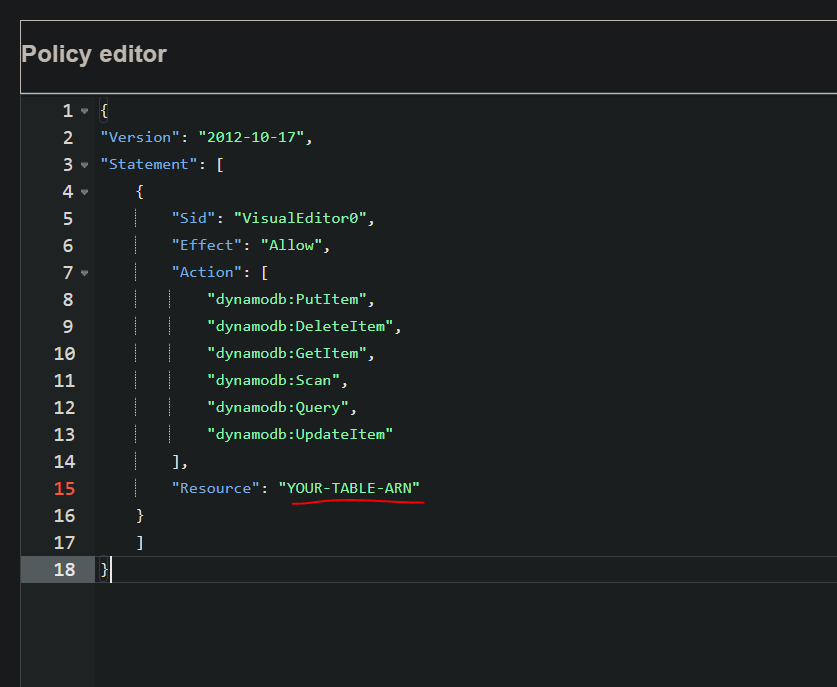 Policy editor
1 {
2 "Version": "2012-10-17",
3 "Statement": [
4 {
5 "Sid": "VisualEditor0",
6 "Effect": "Allow",
7 "Action": [
8 "dynamodb:PutItem",
9 "dynamodb:DeleteItem",
10 "dynamodb:GetItem",
11 "dynamodb:Scan",
12 "dynamodb:Query",
13 "dynamodb:UpdateItem"
14 ],
15 "Resource": "YOUR-TABLE-ARN"
16 }
17 ]
18 }